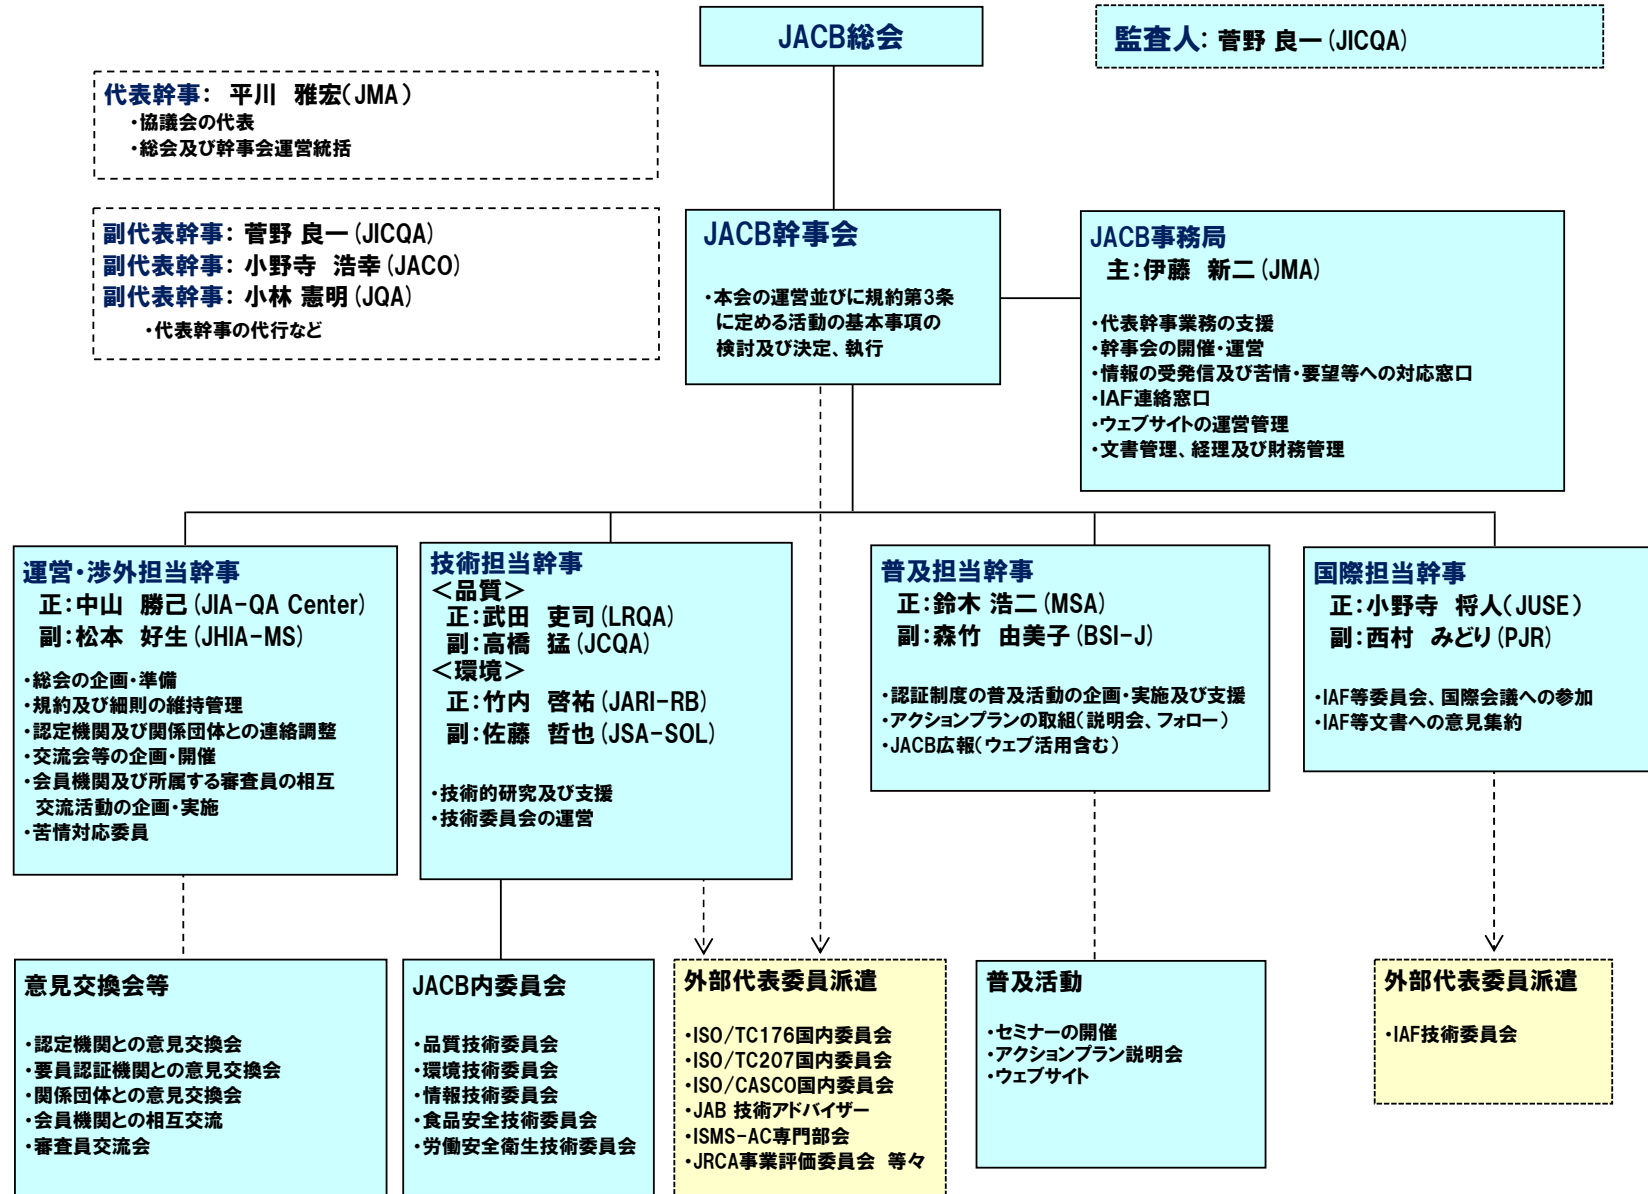 JACB総会
監査人: 菅野 良一 (JICQA)
代表幹事: 平川 雅宏(JMA)
・協議会の代表
・総会及び幹事会運営統括
副代表幹事: 菅野 良一 (JICQA)
副代表幹事: 小野寺 浩幸 (JACO)
副代表幹事: 小林 憲明 (JQA)
・代表幹事の代行など
JACB幹事会
・本会の運営並びに規約第3条
に定める活動の基本事項の
検討及び決定、執行
JACB事務局
主:伊藤 新二 (JMA)
・代表幹事業務の支援
・幹事会の開催・運営
・情報の受発信及び苦情・要望等への対応窓口
・IAF連絡窓口
・ウェブサイトの運営管理
・文書管理、経理及び財務管理
運営・渉外担当幹事
正:中山 勝己 (JIA-QA Center)
副:松本 好生 (JHIA-MS)
・総会の企画・準備
・規約及び細則の維持管理
・認定機関及び関係団体との連絡調整
・交流会等の企画・開催
・会員機関及び所属する審査員の相互
交流活動の企画・実施
・苦情対応委員
技術担当幹事
<品質>
正:武田 吏司 (LRQA)
副:高橋 猛 (JCQA)
<環境>
正:竹内 啓祐 (JARI-RB)
副:佐藤 哲也 (JSA-SOL)
・技術的研究及び支援
・技術委員会の運営
普及担当幹事
正:鈴木 浩二 (MSA)
副:森竹 由美子 (BSI-J)
・認証制度の普及活動の企画・実施及び支援
・アクションプランの取組(説明会、フォロー)
・JACB広報(ウェブ活用含む)
国際担当幹事
正:小野寺 将人(JUSE)
副:西村 みどり (PJR)
・IAF等委員会、国際会議への参加
・IAF等文書への意見集約
意見交換会等
・認定機関との意見交換会
・要員認証機関との意見交換会
・関係団体との意見交換会
・会員機関との相互交流
・審査員交流会
JACB内委員会
・品質技術委員会
・環境技術委員会
・情報技術委員会
・食品安全技術委員会
・労働安全衛生技術委員会
外部代表委員派遣
・ISO/TC176国内委員会
・ISO/TC207国内委員会
・ISO/CASCO国内委員会
・JAB 技術アドバイザー
・ISMS-AC専門部会
・JRCA事業評価委員会 等々
普及活動
・セミナーの開催
・アクションプラン説明会
・ウェブサイト
外部代表委員派遣
・IAF技術委員会